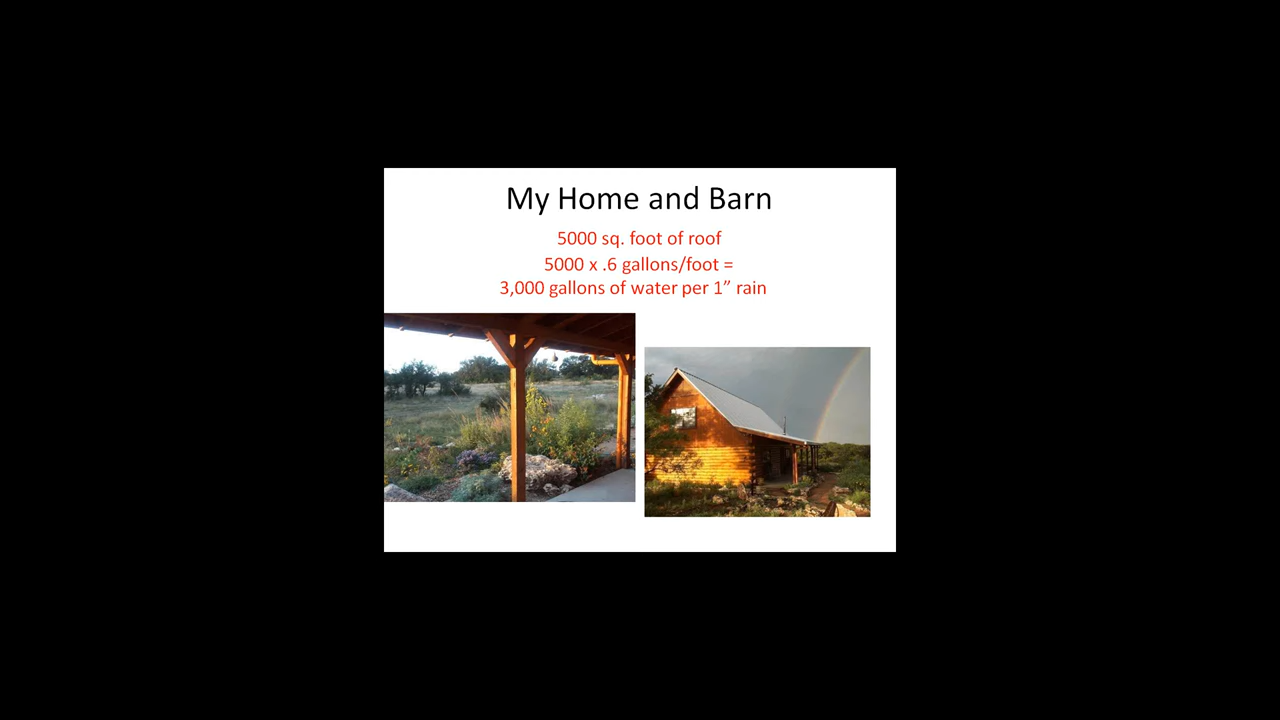 My Home and Barn
5000 sq. foot of roof
5000 x .6 gallons/foot =
3,000 gallons of water per 1” rain